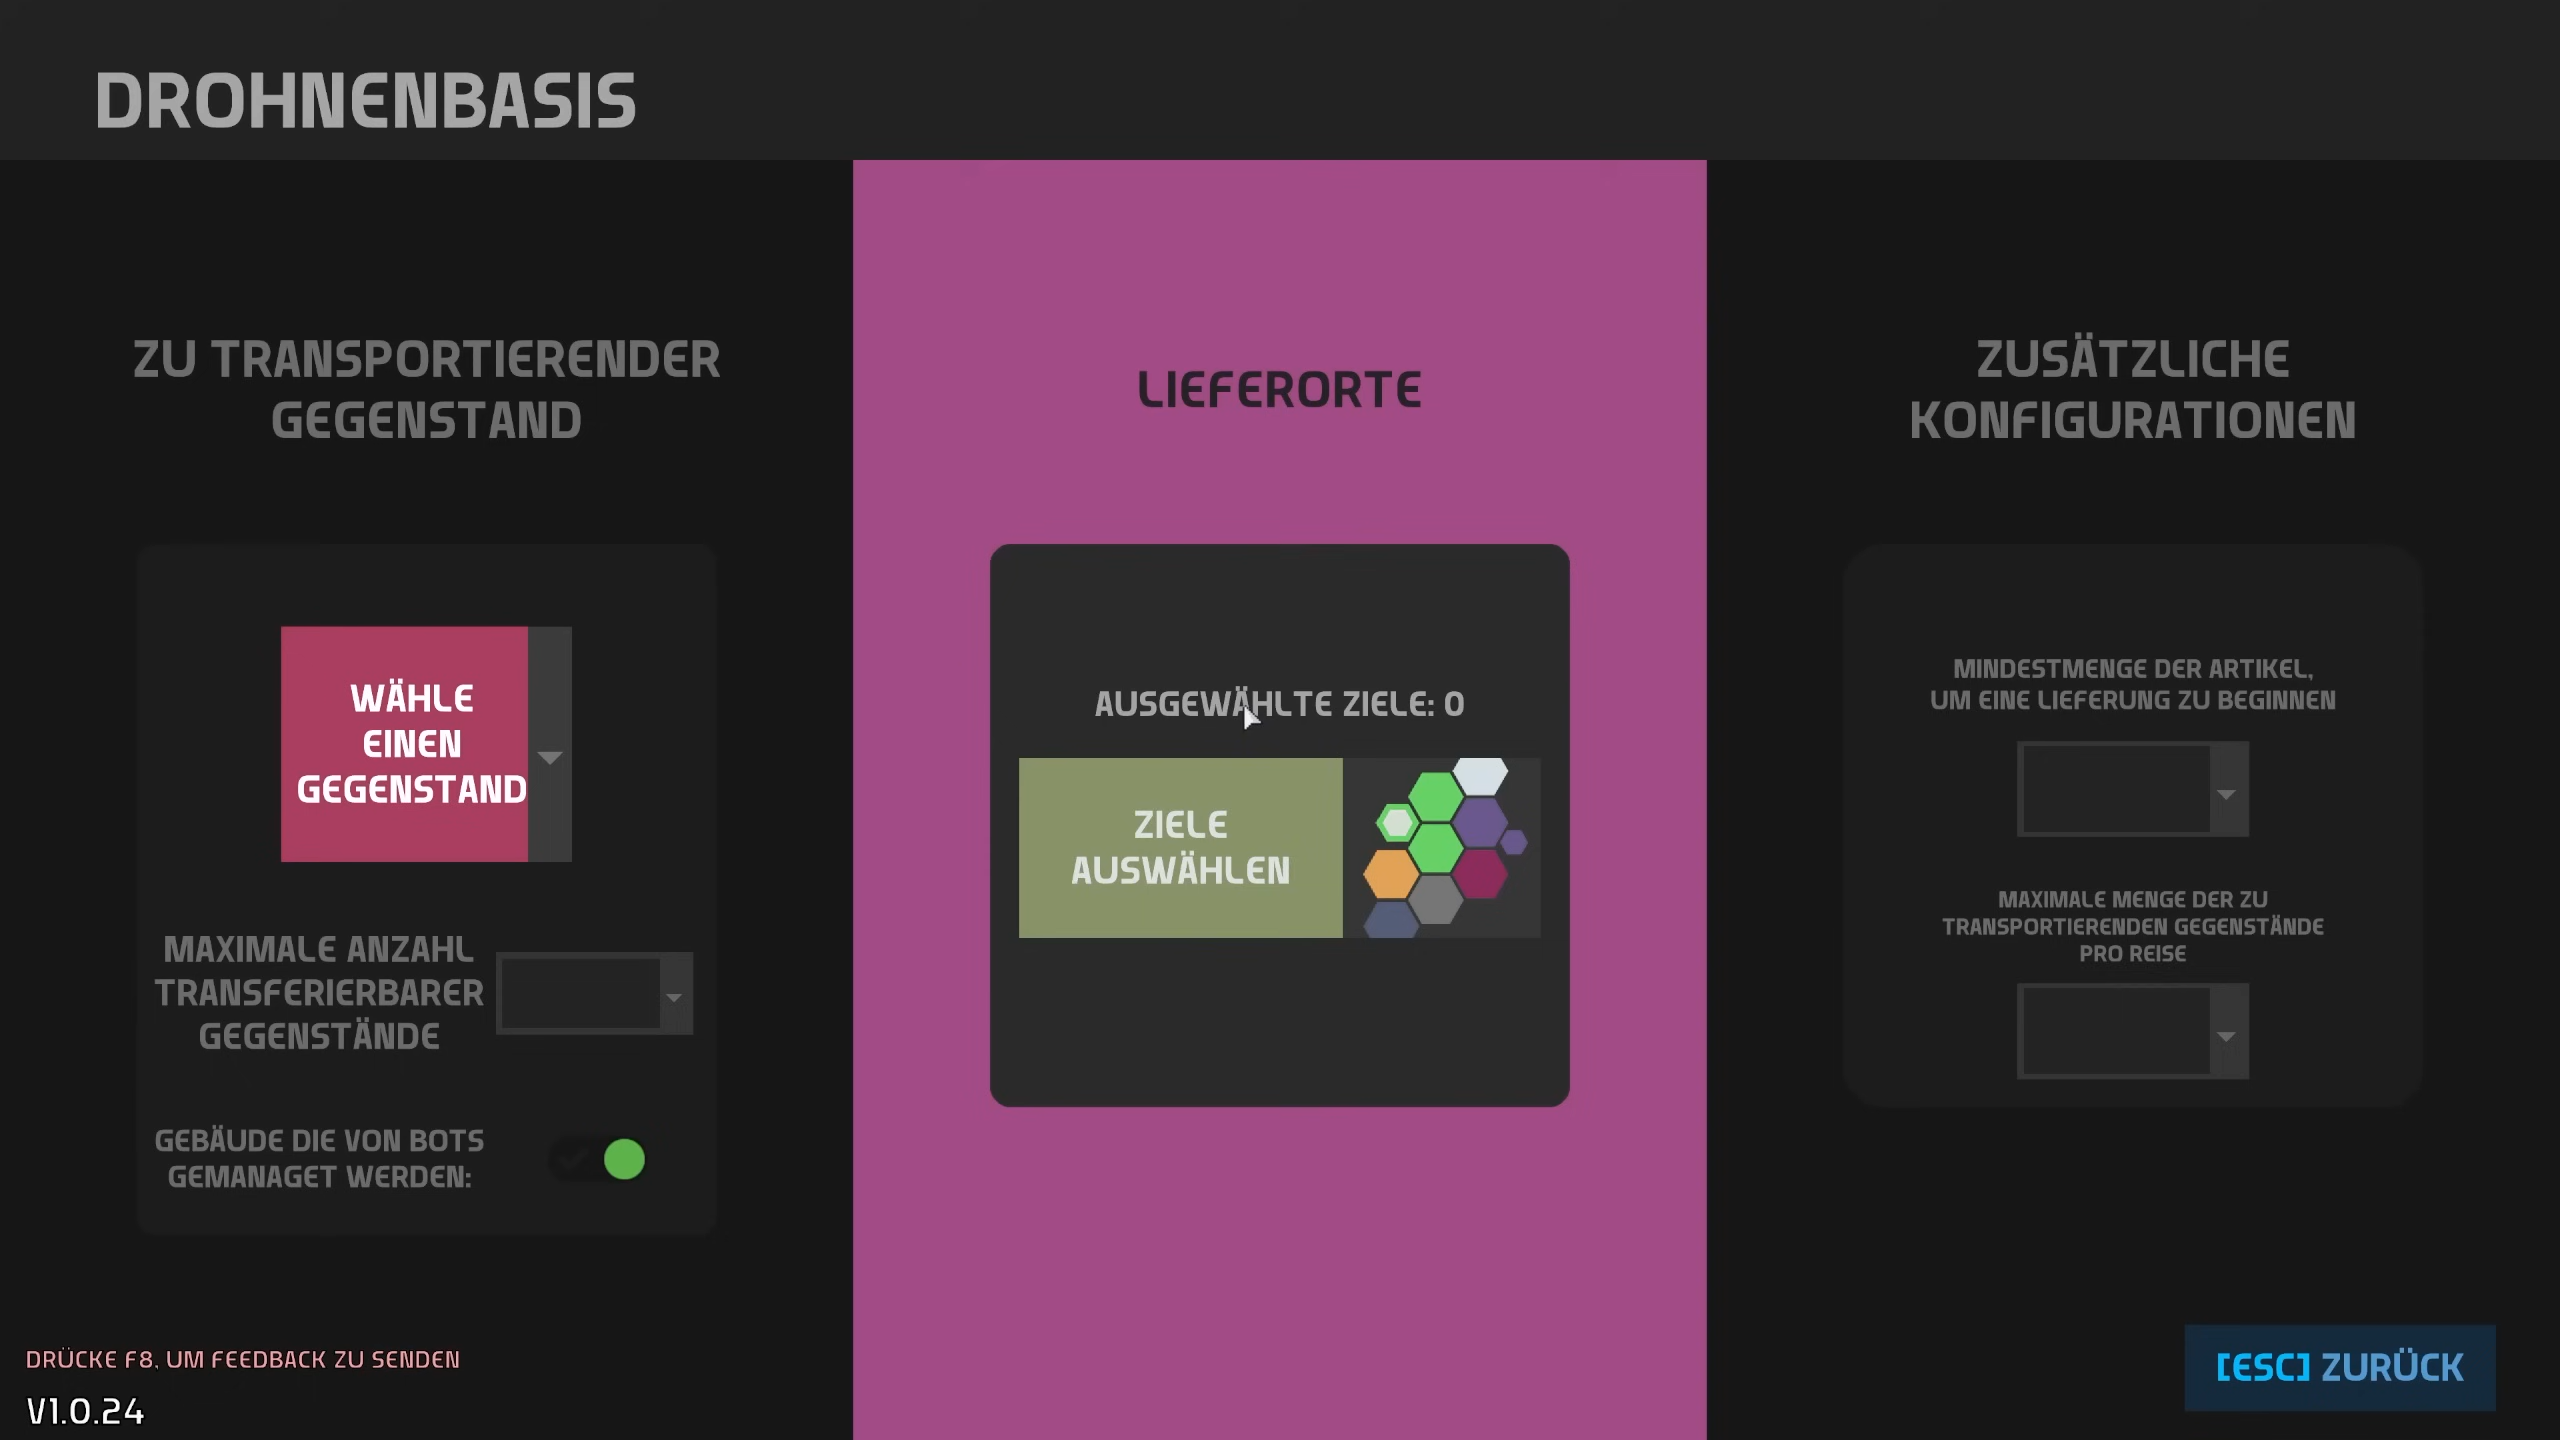 DROHNENBASIS
ZU TRANSPORTIERENDER
GEGENSTAND
WÄHLE
EINEN
GEGENSTAND
MAXIMALE ANZAHL
TRANSFERIERBARER
GEGENSTÄNDE
GEBÄUDE DIE VON BOTS
GEMANAGET WERDEN:
LIEFERORTE
AUSGEWÄHLTE ZIELE: 0
ZIELE
AUSWÄHLEN
ZUSÄTZLICHE
KONFIGURATIONEN
MINDESTMENGE DER ARTIKEL,
UM EINE LIEFERUNG ZU BEGINNEN
MAXIMALE MENGE DER ZU
TRANSPORTIERENDEN GEGENSTÄNDE
PRO REISE
DRÜCKE F8, UM FEEDBACK ZU SENDEN
V1.0.24
[ESC] ZURÜCK